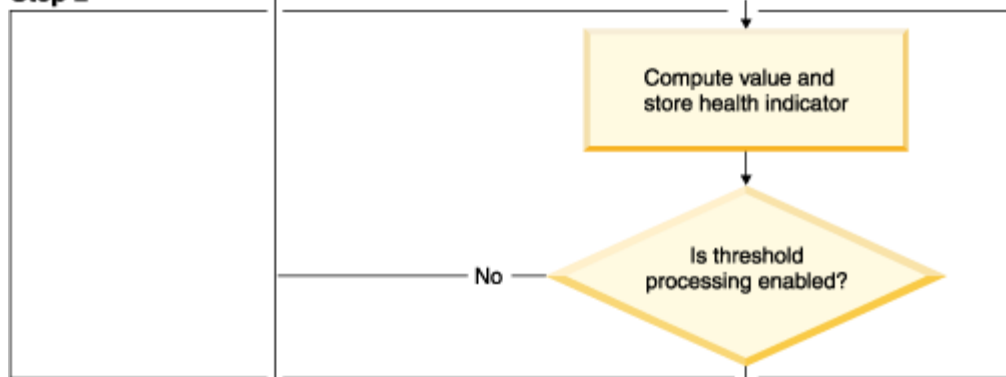 Compute value and
store health indicator
Is threshold
processing enabled?
No